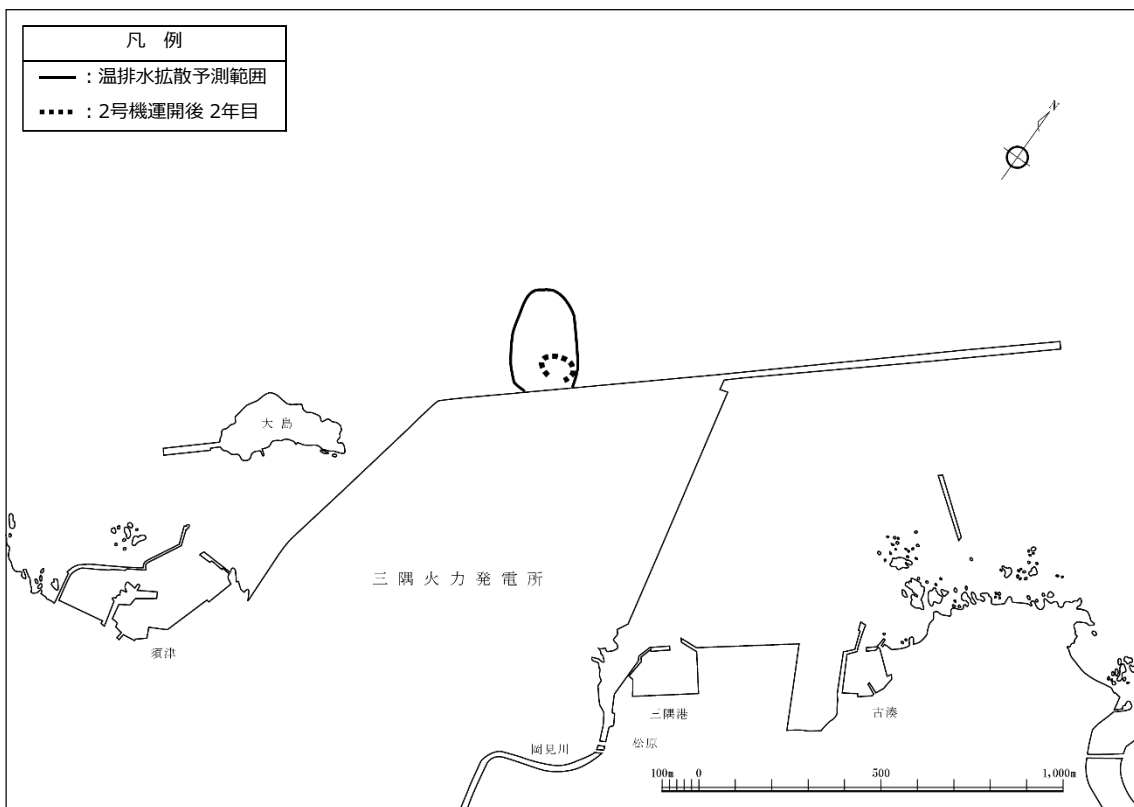 凡 例
：温排水拡散予測範囲
：2号機運開後 2年目
N
大 島
三 隅 火 力 発 電 所
須津
三隅港
古湊
岡見川
松原
100m 0 500 1,000m